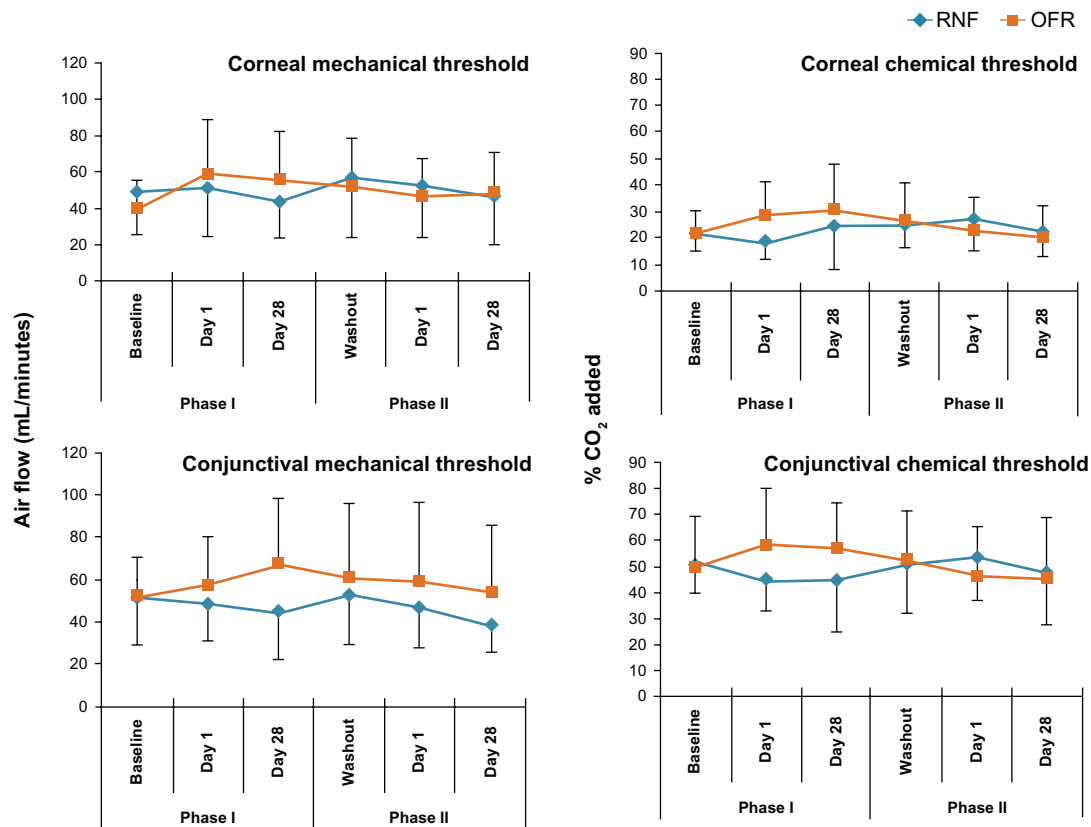 RNF OFR
Corneal mechanical threshold
120
100
80
60
40
20
0
Baseline
Day 1
Day 28
Washout
Day 1
Day 28
Phase I
Phase II
Corneal chemical threshold
90
80
70
60
50
40
30
20
10
0
Baseline
Day 1
Day 28
Washout
Day 1
Day 28
Phase I
Phase II
Air flow (mL/minutes)
% CO₂ added
Conjunctival mechanical threshold
120
100
80
60
40
20
0
Baseline
Day 1
Day 28
Washout
Day 1
Day 28
Phase I
Phase II
Conjunctival chemical threshold
90
80
70
60
50
40
30
20
10
0
Baseline
Day 1
Day 28
Washout
Day 1
Day 28
Phase I
Phase II